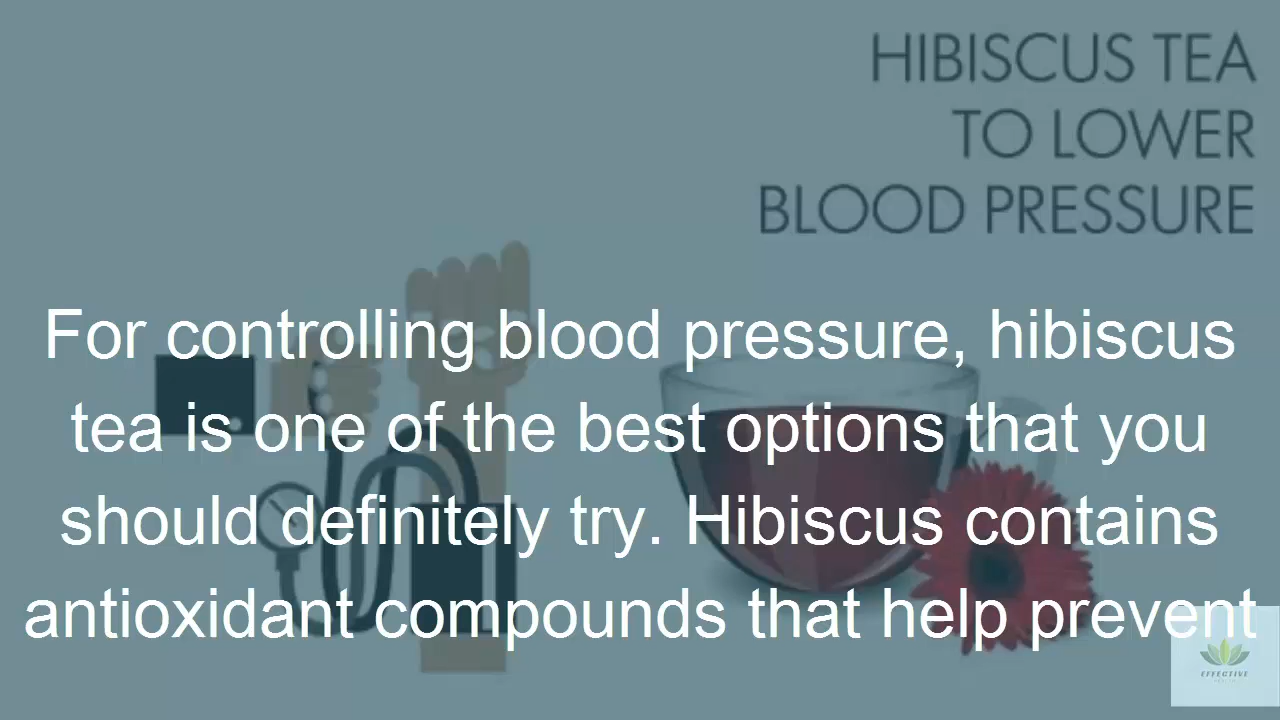 HIBISCUS TEA
TO LOWER
BLOOD PRESSURE
For controlling blood pressure, hibiscus
tea is one of the best options that you
should definitely try. Hibiscus contains
antioxidant compounds that help prevent
EFFECTIVE